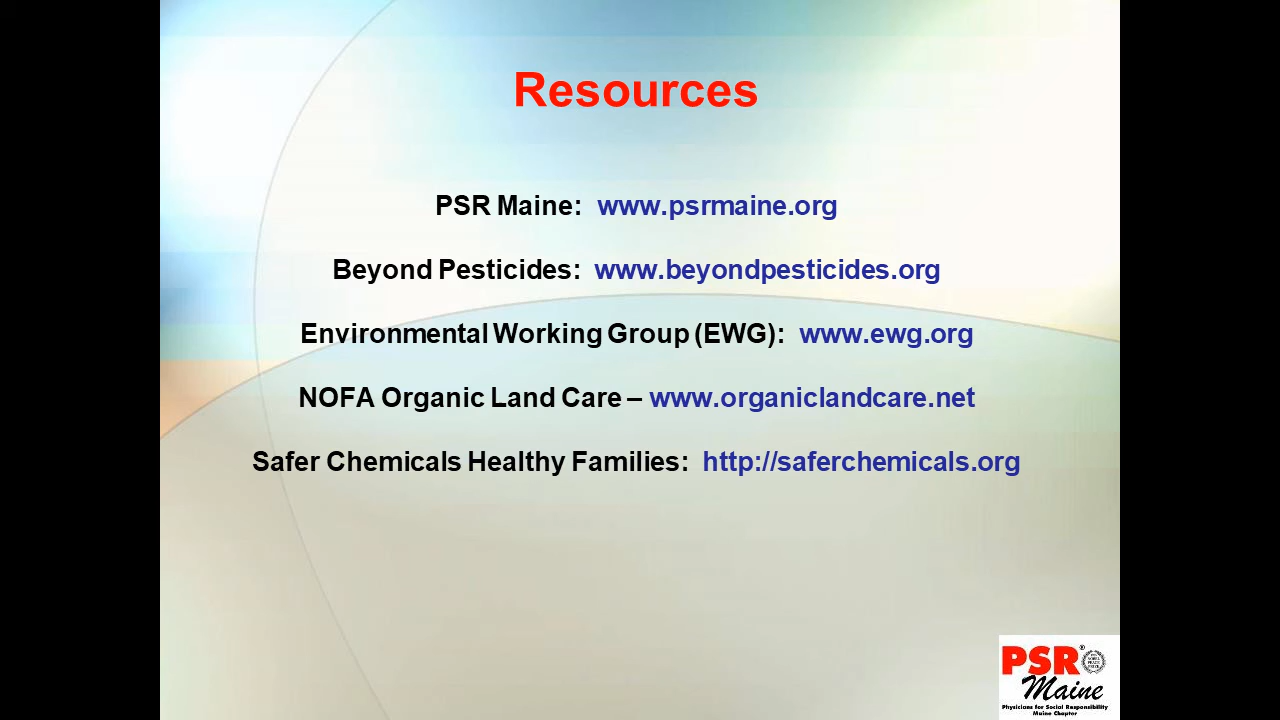 Resources
PSR Maine: www.psrmaine.org
Beyond Pesticides: www.beyondpesticides.org
Environmental Working Group (EWG): www.ewg.org
NOFA Organic Land Care – www.organiclandcare.net
Safer Chemicals Healthy Families: http://saferchemicals.org
PSR®
Maine
Physicians for Social Responsibility
Maine Chapter